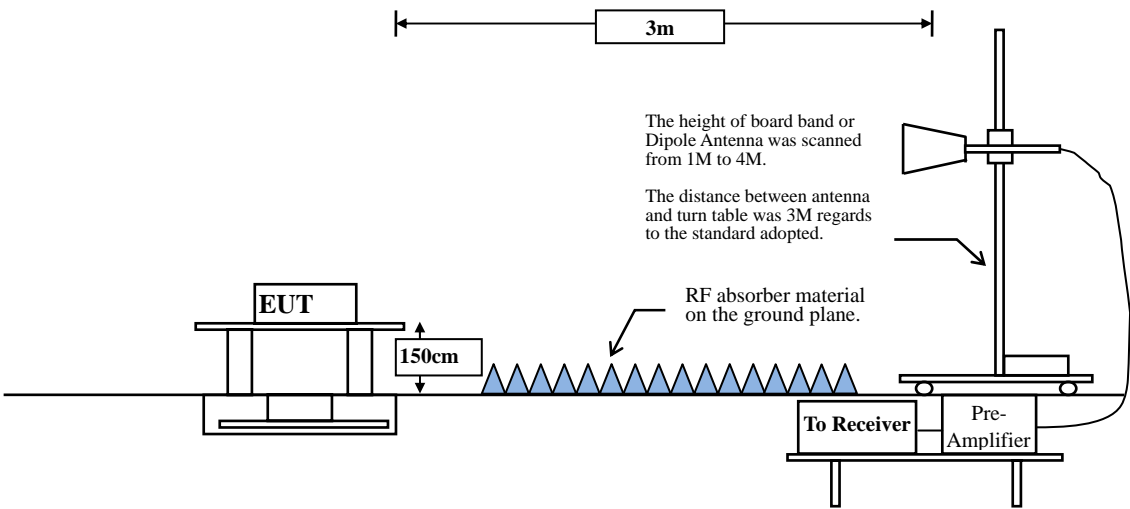 3m
The height of board band or
Dipole Antenna was scanned
from 1M to 4M.
The distance between antenna
and turn table was 3M regards
to the standard adopted.
EUT
RF absorber material
on the ground plane.
150cm
To Receiver
Pre-
Amplifier